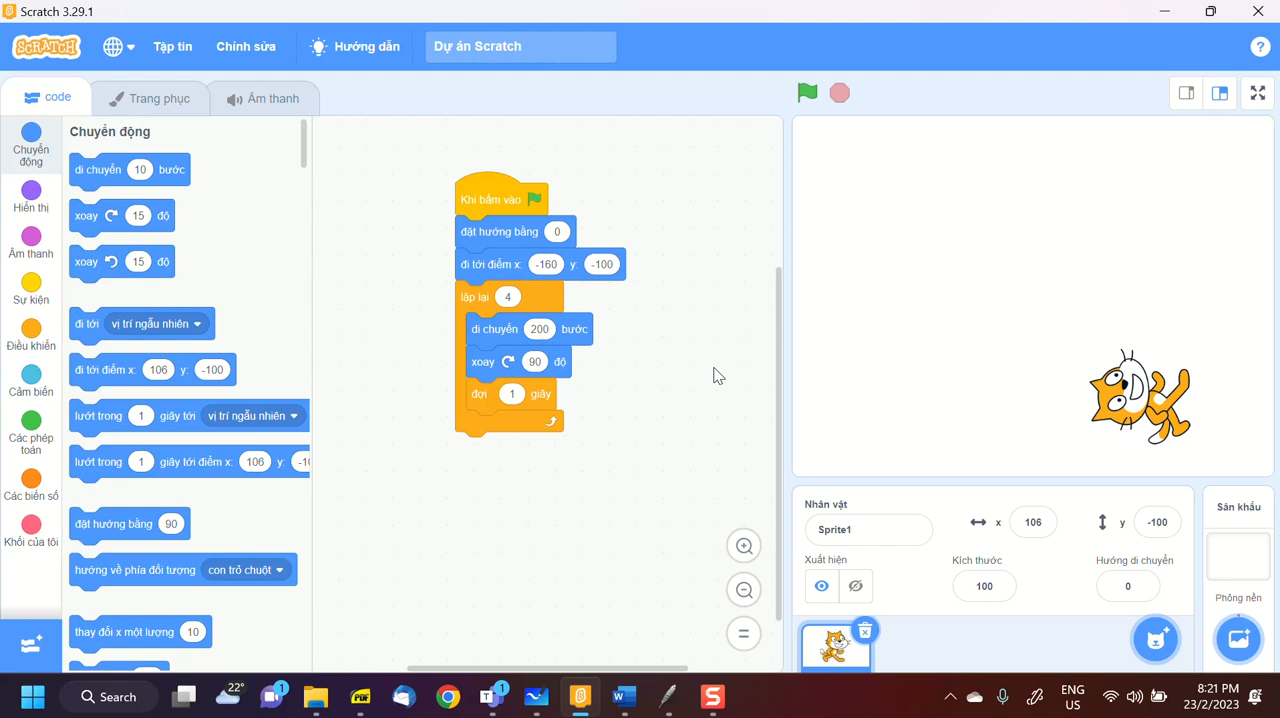 Scratch 3.29.1
SCRATCH
Tập tin
Chỉnh sửa
Hướng dẫn
Dự án Scratch
?
code
Trang phục
Âm thanh
Chuyển động
Hiển thị
Âm thanh
Sự kiện
Điều khiển
Cảm biến
Các phép toán
Các biến số
Khối của tôi
Chuyển động
di chuyển 10 bước
xoay 15 độ
xoay 15 độ
đi tới vị trí ngẫu nhiên
đi tới điểm x: 106 y: -100
lướt trong 1 giây tới vị trí ngẫu nhiên
lướt trong 1 giây tới điểm x: 106 y:
đặt hướng bằng 90
hướng về phía đối tượng con trỏ chuột
thay đổi x một lượng 10
Khi bấm vào
đặt hướng bằng 0
đi tới điểm x: -160 y: -100
lặp lại 4
di chuyển 200 bước
xoay 90 độ
đợi 1 giây
Nhân vật
Sprite1
x 106
y -100
Xuất hiện
Kích thước
100
Hướng di chuyển
0
Sân khấu
Phông nền
Search
22°
1
PDF
1
ENG
US
8:21 PM
23/2/2023